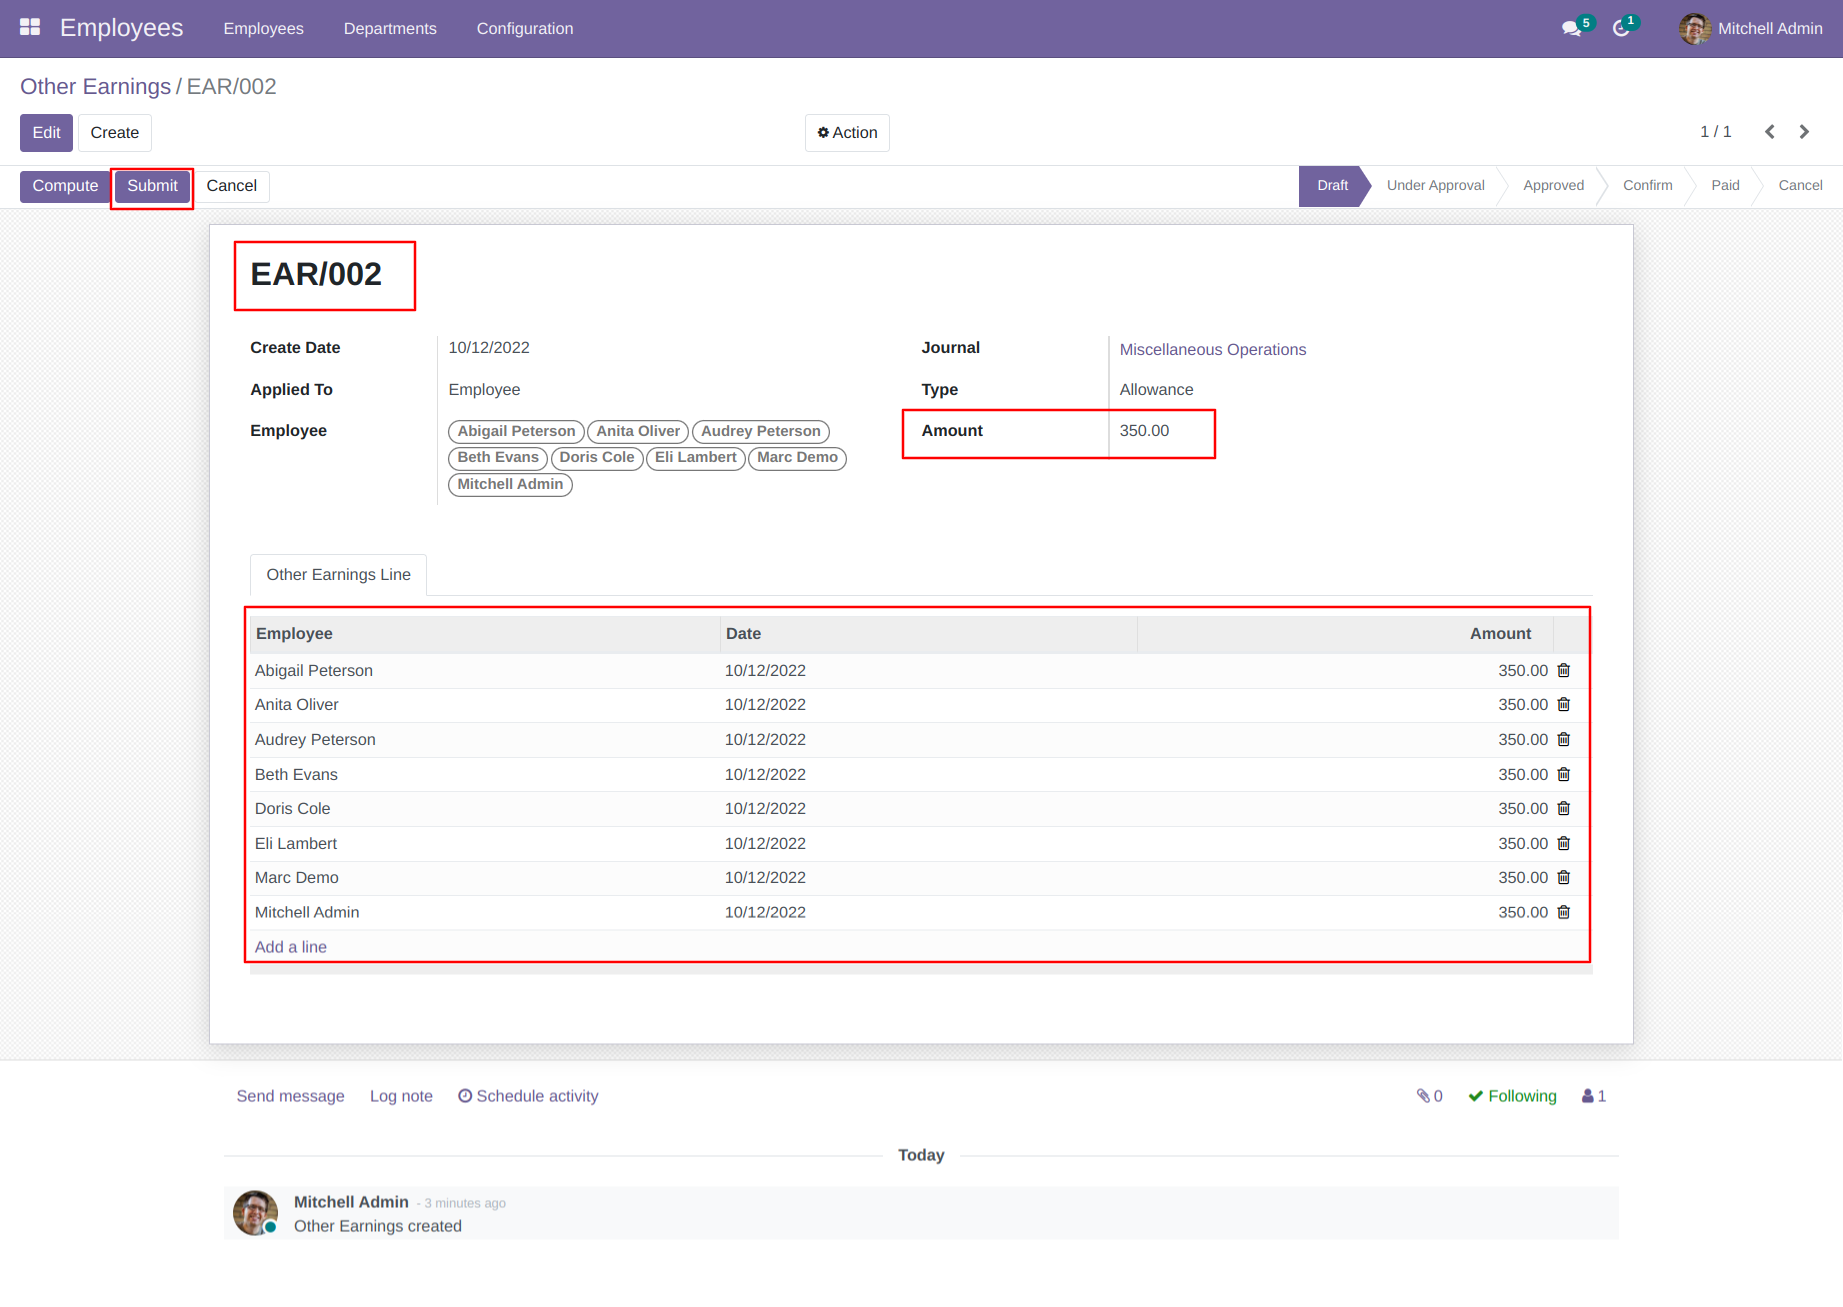 Employees Employees Departments Configuration 5 1 Mitchell Admin
Other Earnings / EAR/002
Edit Create Action 1 / 1
Compute Submit Cancel Draft Under Approval Approved Confirm Paid Cancel
EAR/002
Create Date 10/12/2022 Journal Miscellaneous Operations
Applied To Employee Type Allowance
Employee Abigail Peterson Anita Oliver Audrey Peterson Amount 350.00
Beth Evans Doris Cole Eli Lambert Marc Demo
Mitchell Admin
Other Earnings Line
Employee Date Amount
Abigail Peterson 10/12/2022 350.00
Anita Oliver 10/12/2022 350.00
Audrey Peterson 10/12/2022 350.00
Beth Evans 10/12/2022 350.00
Doris Cole 10/12/2022 350.00
Eli Lambert 10/12/2022 350.00
Marc Demo 10/12/2022 350.00
Mitchell Admin 10/12/2022 350.00
Add a line
Send message Log note Schedule activity 0 Following 1
Today
Mitchell Admin - 3 minutes ago
Other Earnings created